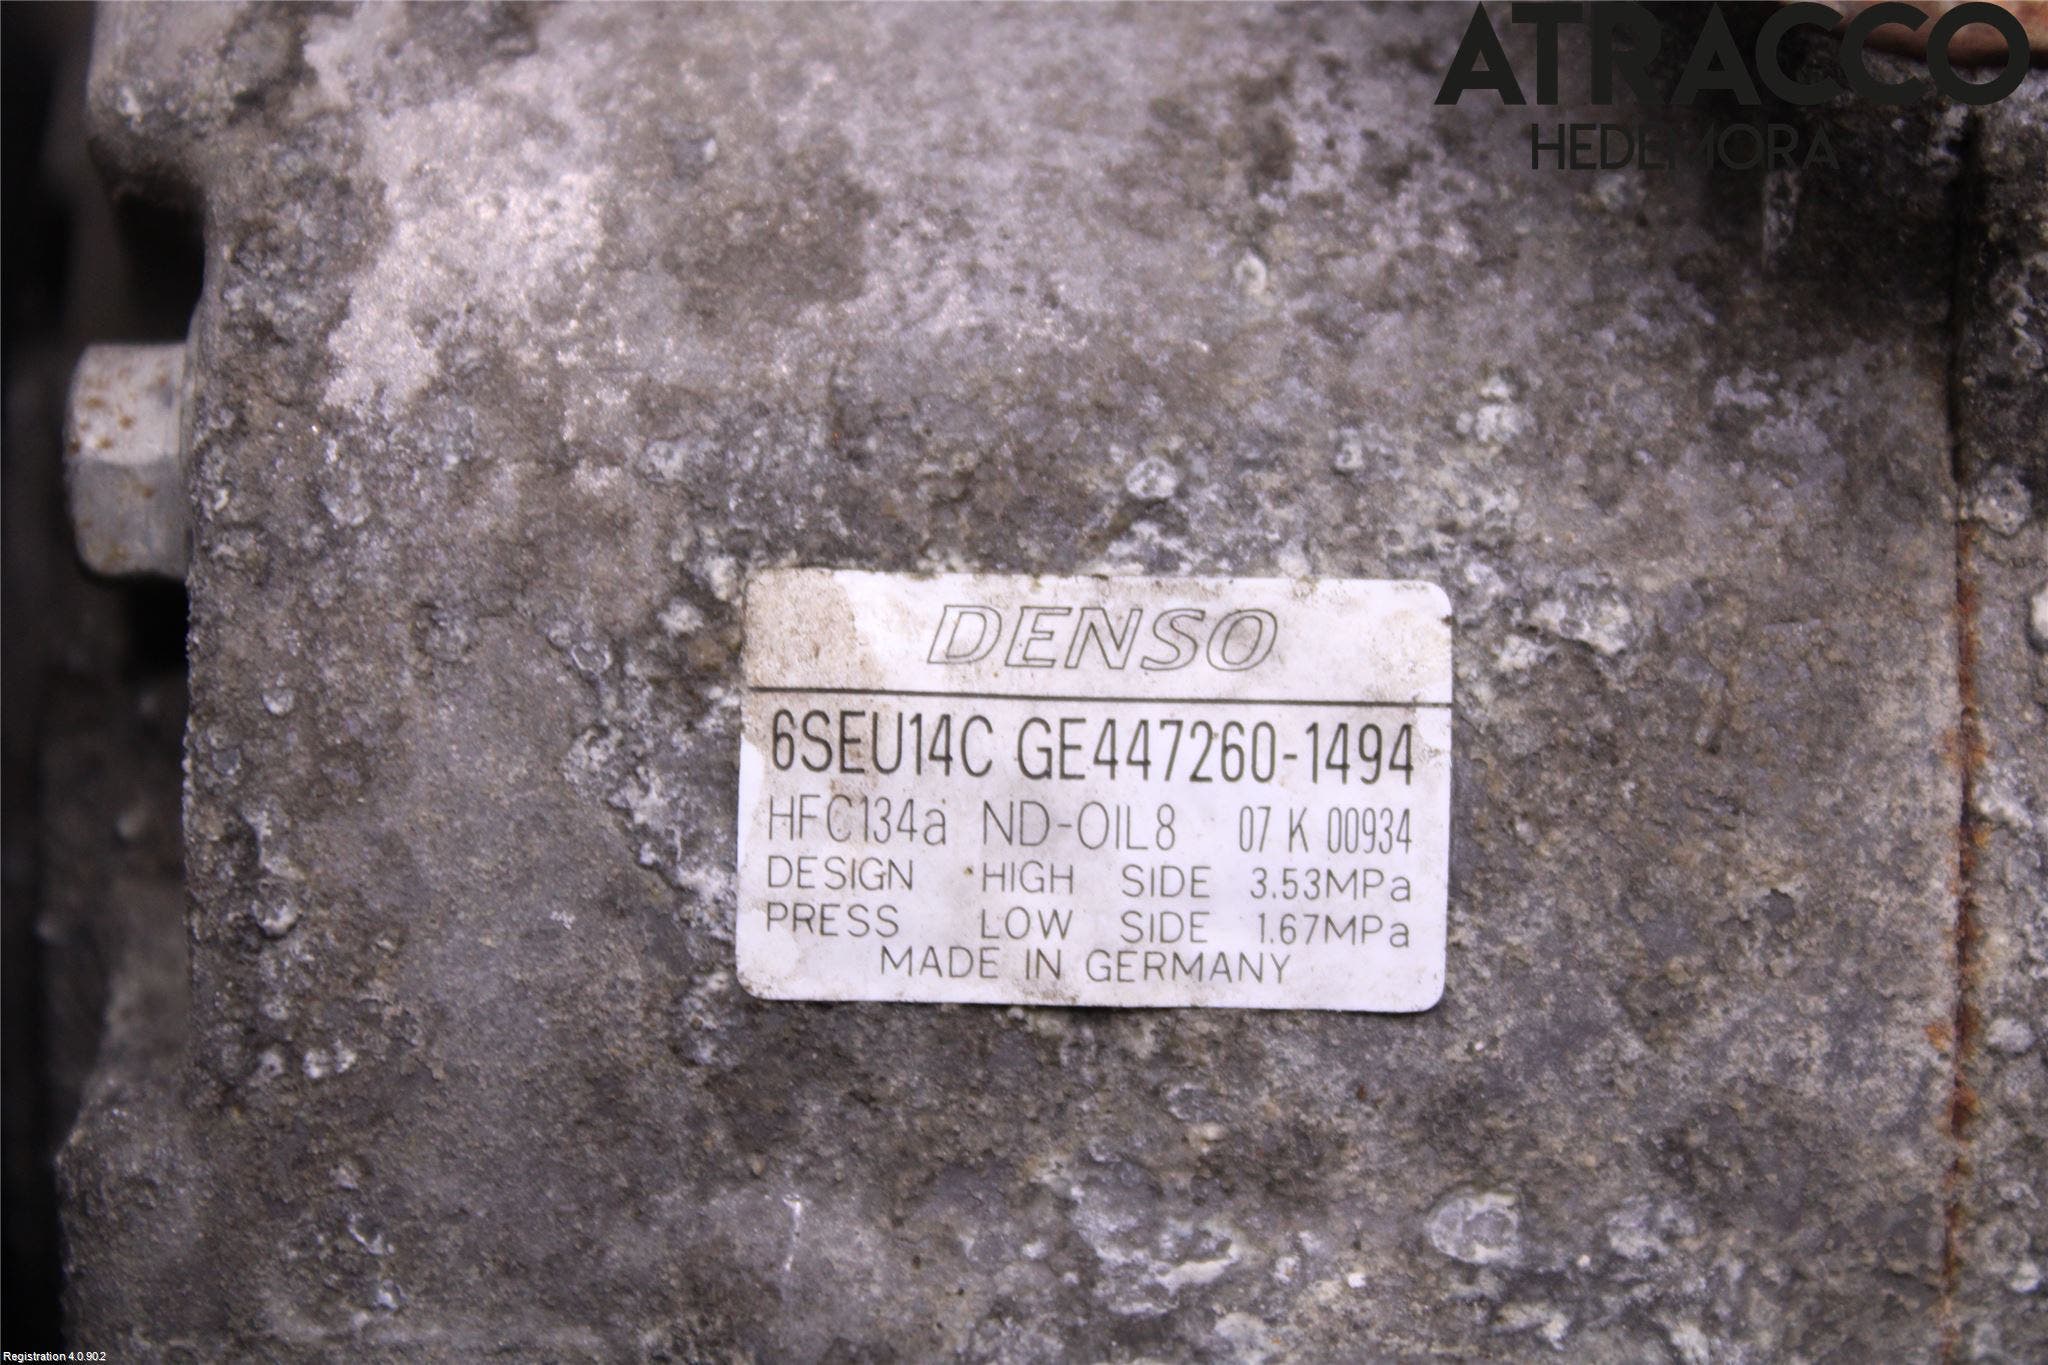 ATRACCO
HEDEMORA
DENSO
6SEU14C GE447260-1494
HFC134a ND-OIL8 07 K 00934
DESIGN HIGH SIDE 3.53MPa
PRESS LOW SIDE 1.67MPa
MADE IN GERMANY
Registration 4.0.90.2